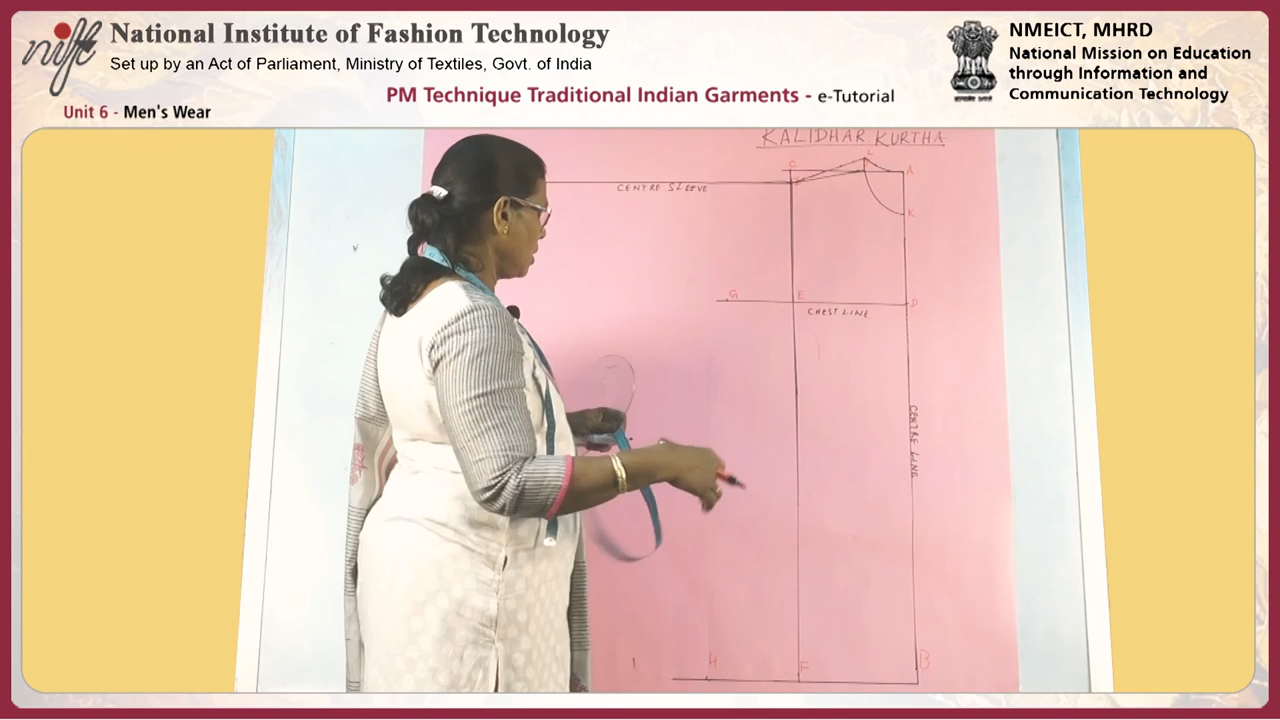 nift
National Institute of Fashion Technology
Set up by an Act of Parliament, Ministry of Textiles, Govt. of India
NMEICT, MHRD
National Mission on Education
through Information and
Communication Technology
PM Technique Traditional Indian Garments - e-Tutorial
Unit 6 - Men's Wear
KALIDHAR KURTHA
L
C
A
CENTRE SLEEVE
K
G
E
D
CHEST LINE
CENTRE LINE
H
F
B